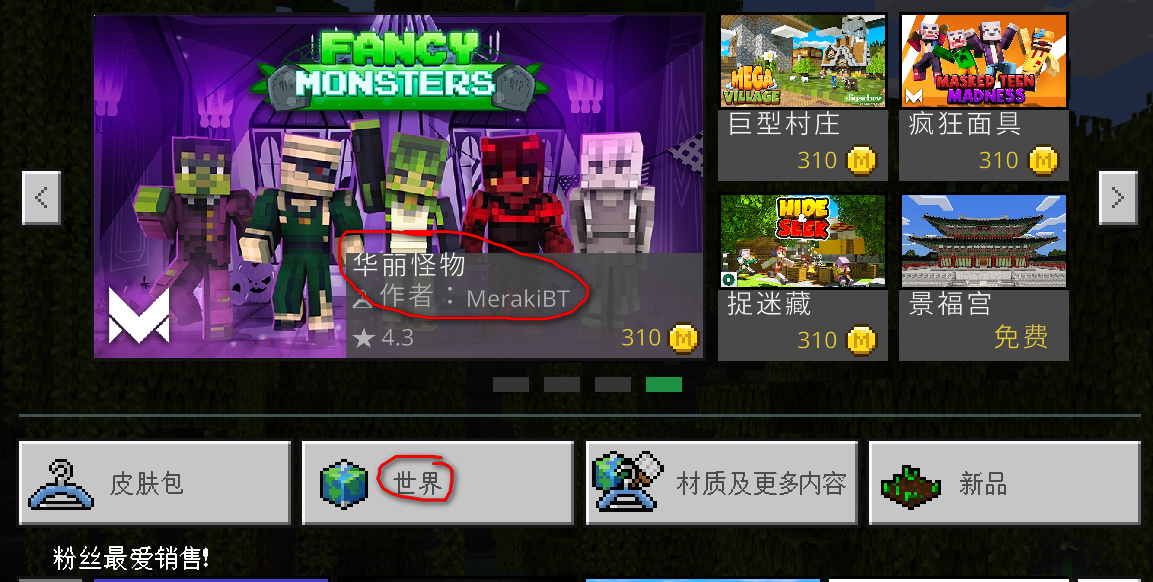 FANCY
MONSTERS
华丽怪物
作者：MerakiBT
4.3
310
MEGA
VILLAGE
巨型村庄
310
MASKED TEEN
MADNESS
疯狂面具
310
HIDE
SEEK
捉迷藏
310
景福宫
免费
皮肤包
世界
材质及更多内容
新品
粉丝最爱销售!